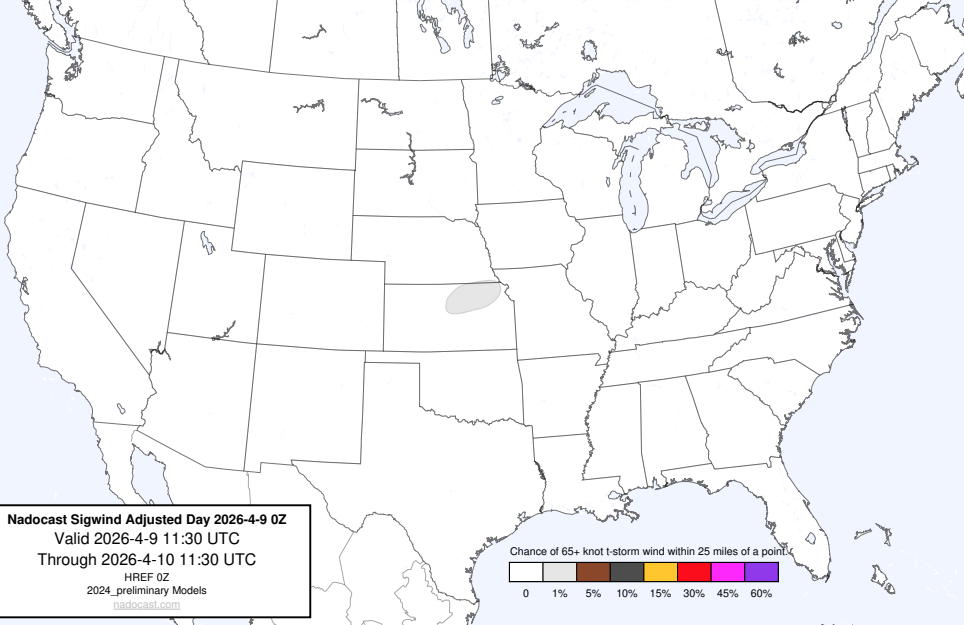 Nadocast Sigwind Adjusted Day 2026-4-9 0Z
Valid 2026-4-9 11:30 UTC
Through 2026-4-10 11:30 UTC
HREF 0Z
2024_preliminary Models
nadocast.com
Chance of 65+ knot t-storm wind within 25 miles of a point.
0 1% 5% 10% 15% 30% 45% 60%